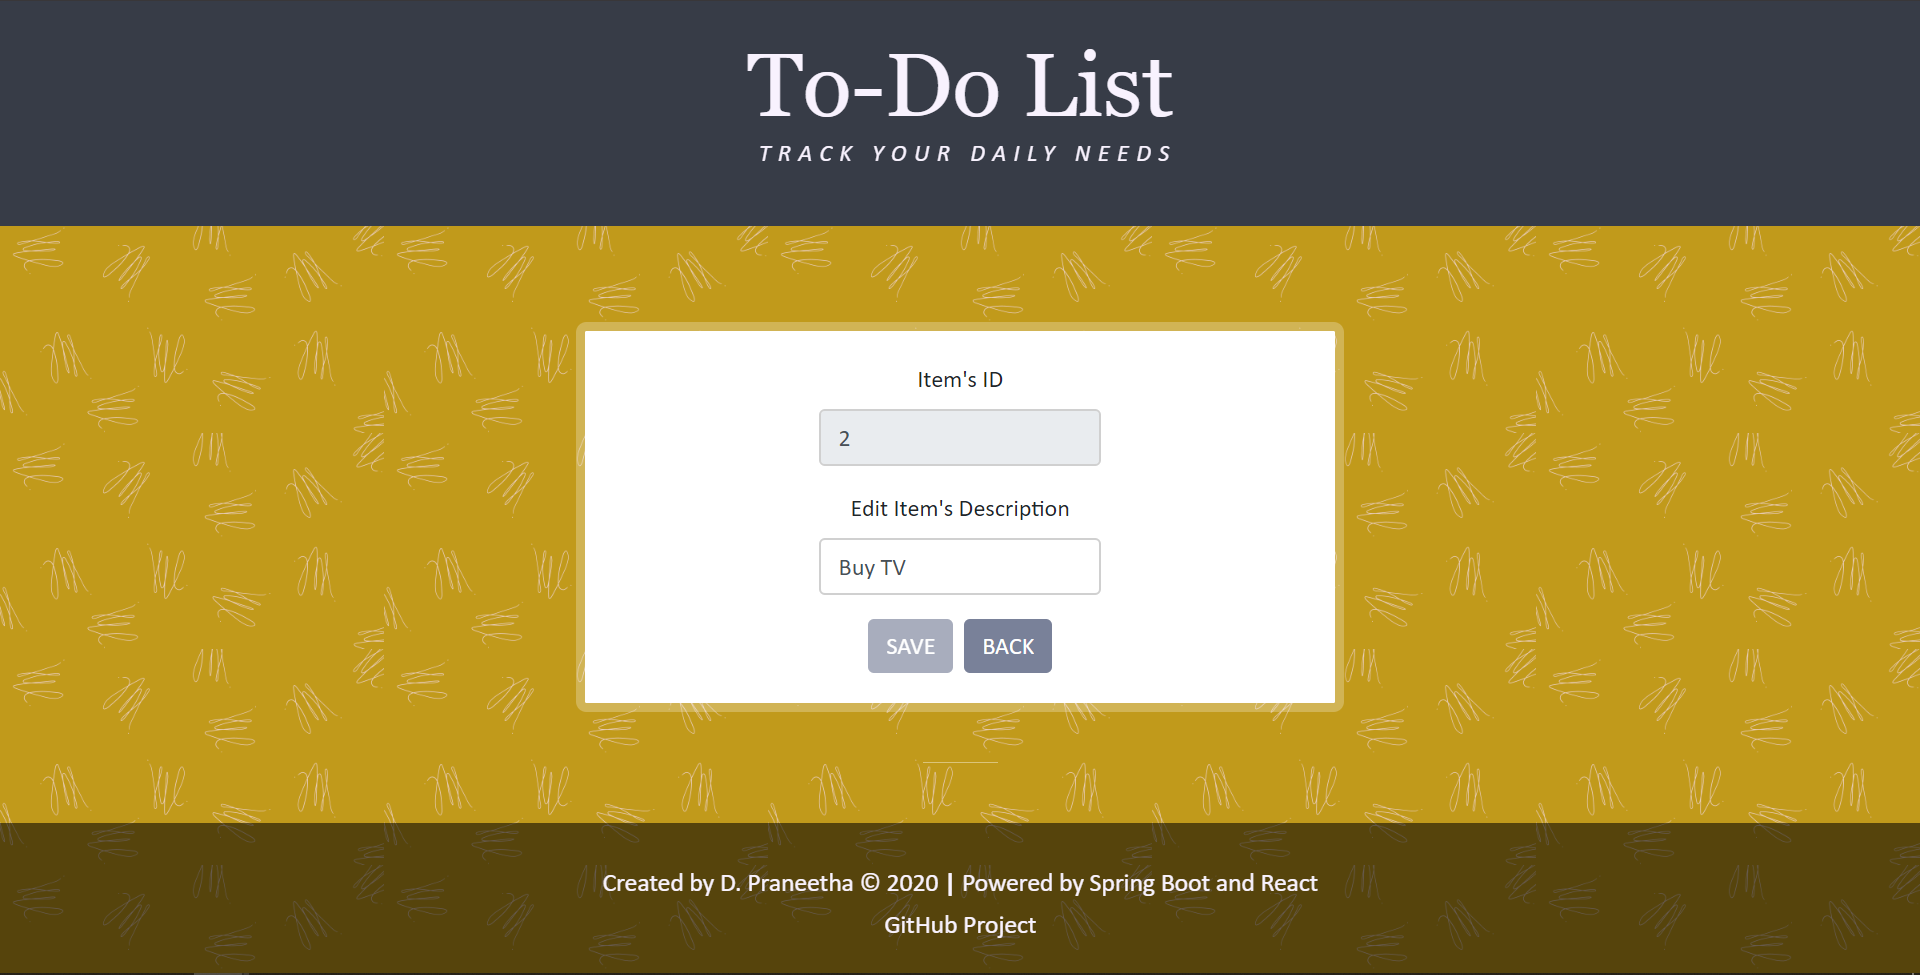 To-Do List
TRACK YOUR DAILY NEEDS
Item's ID
2
Edit Item's Description
Buy TV
SAVE BACK
Created by D. Praneetha © 2020 | Powered by Spring Boot and React
GitHub Project